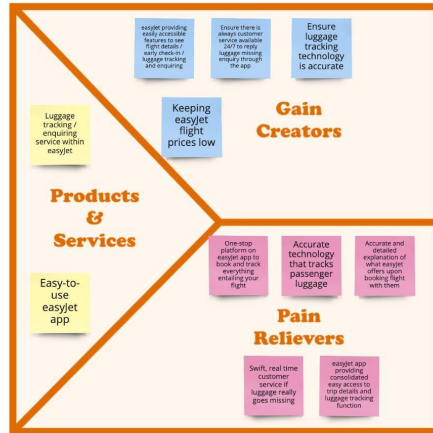 easyJet providing
easily accessible
features to see
flight details /
early check-in /
luggage tracking
and enquiring
Ensure there is
always customer
service available
24/7 to reply
luggage missing
enquiry through
the app
Ensure
luggage
tracking
technology
is accurate
Keeping
easyJet
flight
prices low
Gain
Creators
Luggage
tracking /
enquiring
service within
easyJet
Products
&
Services
Easy-to-
use
easyJet
app
One-stop
platform on
easyJet app to
book and track
everything
entailing your
flight
Accurate
technology
that tracks
passenger
luggage
Accurate and
detailed
explanation of
what easyJet
offers upon
booking flight
with them
Pain
Relievers
Swift, real time
customer
service if
luggage really
goes missing
easyJet app
providing
consolidated
easy access to
trip details and
luggage tracking
function